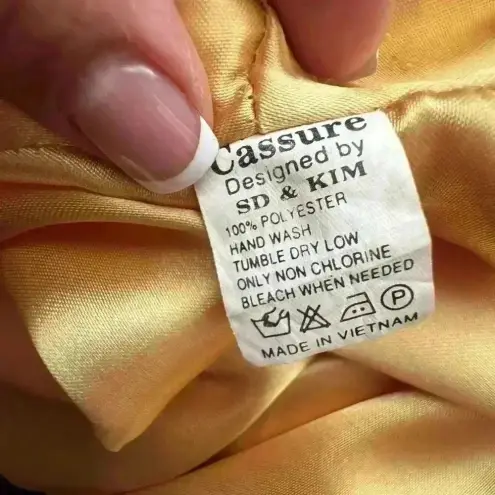 Cassure
Designed by
SD & KIM
100% POLYESTER
HAND WASH
TUMBLE DRY LOW
ONLY NON CHLORINE
BLEACH WHEN NEEDED
P
MADE IN VIETNAM